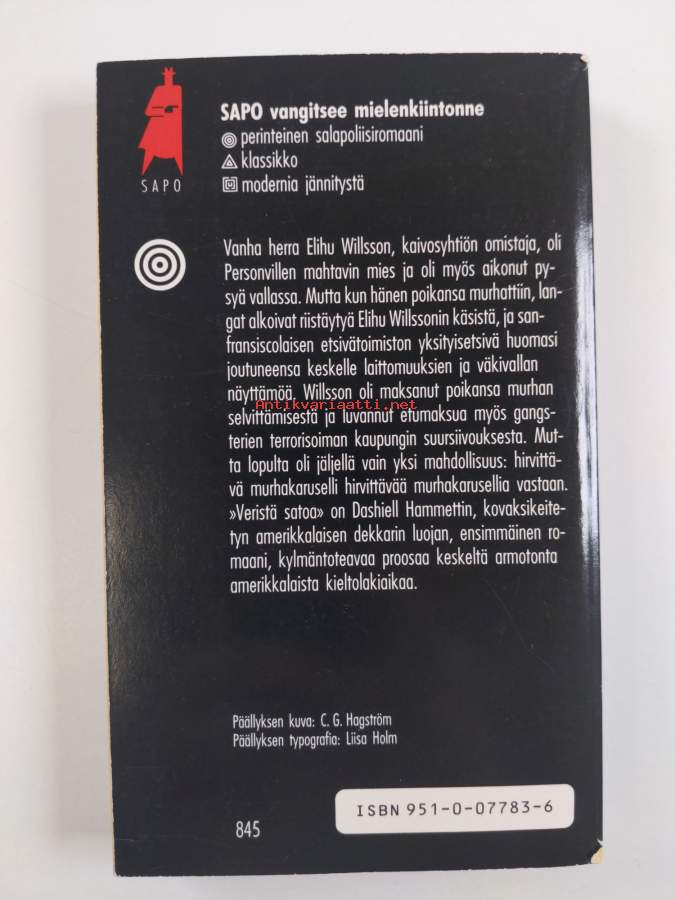 SAPO vangitsee mielenkiintonne
perinteinen salapoliisiromaani
klassikko
modernia jännitystä
SAPO
Vanha herra Elihu Willsson, kaivosyhtiön omistaja, oli
Personvillen mahtavin mies ja oli myös aikonut py-
syä vallassa. Mutta kun hänen poikansa murhattiin, lan-
gat alkoivat riistäytyä Elihu Willssonin käsistä, ja san-
fransiscolaisen etsivätoimiston yksityisetsivä huomasi
joutuneensa keskelle laittomuuksien ja väkivallan
näyttämöä. Willsson oli maksanut poikansa murhan
Antikvariaatti.net
selvittämisestä ja luvannut etumaksua myös gangs-
terien terrorisoiman kaupungin suursiivouksesta. Mut-
ta lopulta oli jäljellä vain yksi mahdollisuus: hirvittä-
vä murhakaruselli hirvittävää murhakarusellia vastaan.
»Veristä satoa» on Dashiell Hammettin, kovaksikeite-
tyn amerikkalaisen dekkarin luojan, ensimmäinen ro-
maani, kylmäntoteavaa proosaa keskeltä armotonta
amerikkalaista kieltolakiaikaa.
Päällyksen kuva: C. G. Hagström
Päällyksen typografia: Liisa Holm
ISBN 951-0-07783-6
845